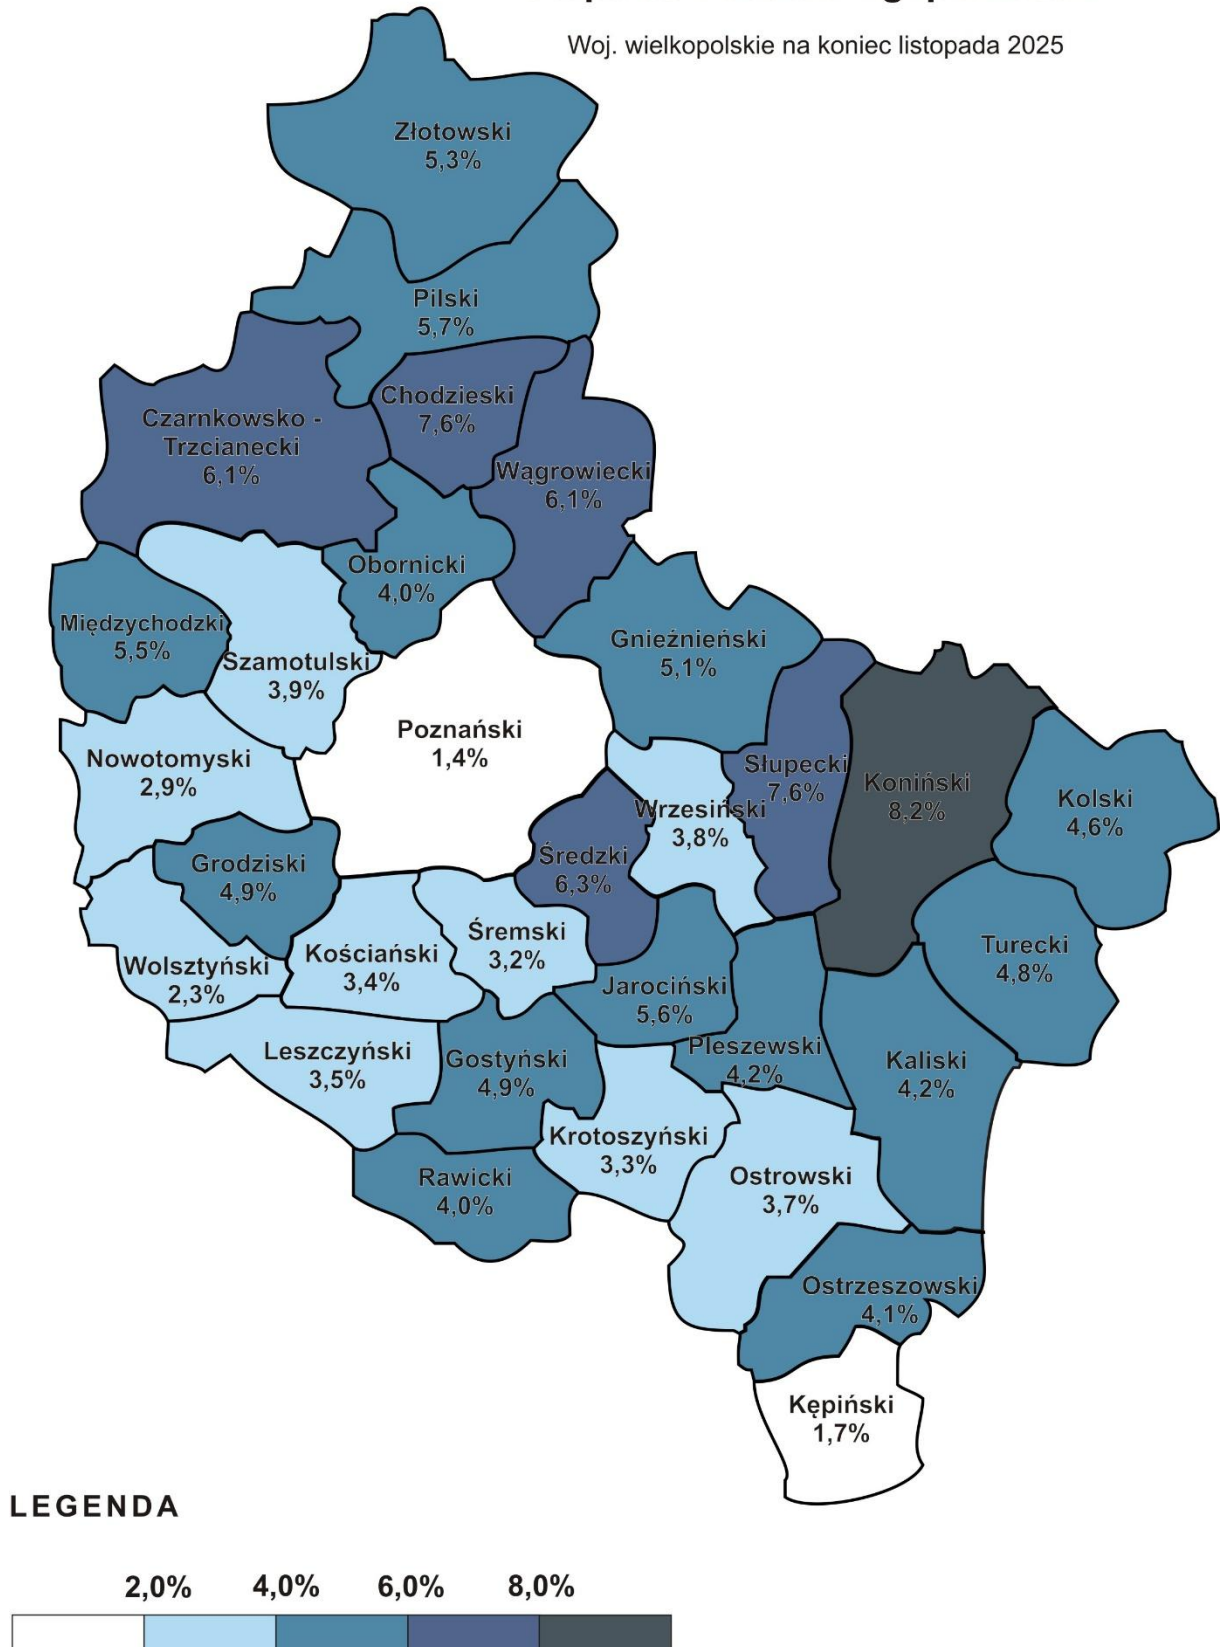 Woj. wielkopolskie na koniec listopada 2025
Złotowski
5,3%
Pilski
5,7%
Chodzieski
7,6%
Czarnkowsko -
Trzcianecki
6,1%
Wągrowiecki
6,1%
Obornicki
4,0%
Międzychodzki
5,5%
Szamotulski
3,9%
Gnieźnieński
5,1%
Poznański
1,4%
Nowotomyski
2,9%
Słupecki
7,6%
Koniński
8,2%
Kolski
4,6%
Wrzesiński
3,8%
Średzki
6,3%
Grodziski
4,9%
Śremski
3,2%
Kościański
3,4%
Turecki
4,8%
Wolsztyński
2,3%
Jarociński
5,6%
Leszczyński
3,5%
Gostyński
4,9%
Pleszewski
4,2%
Kaliski
4,2%
Krotoszyński
3,3%
Rawicki
4,0%
Ostrowski
3,7%
Ostrzeszowski
4,1%
Kępiński
1,7%
LEGENDA
2,0% 4,0% 6,0% 8,0%